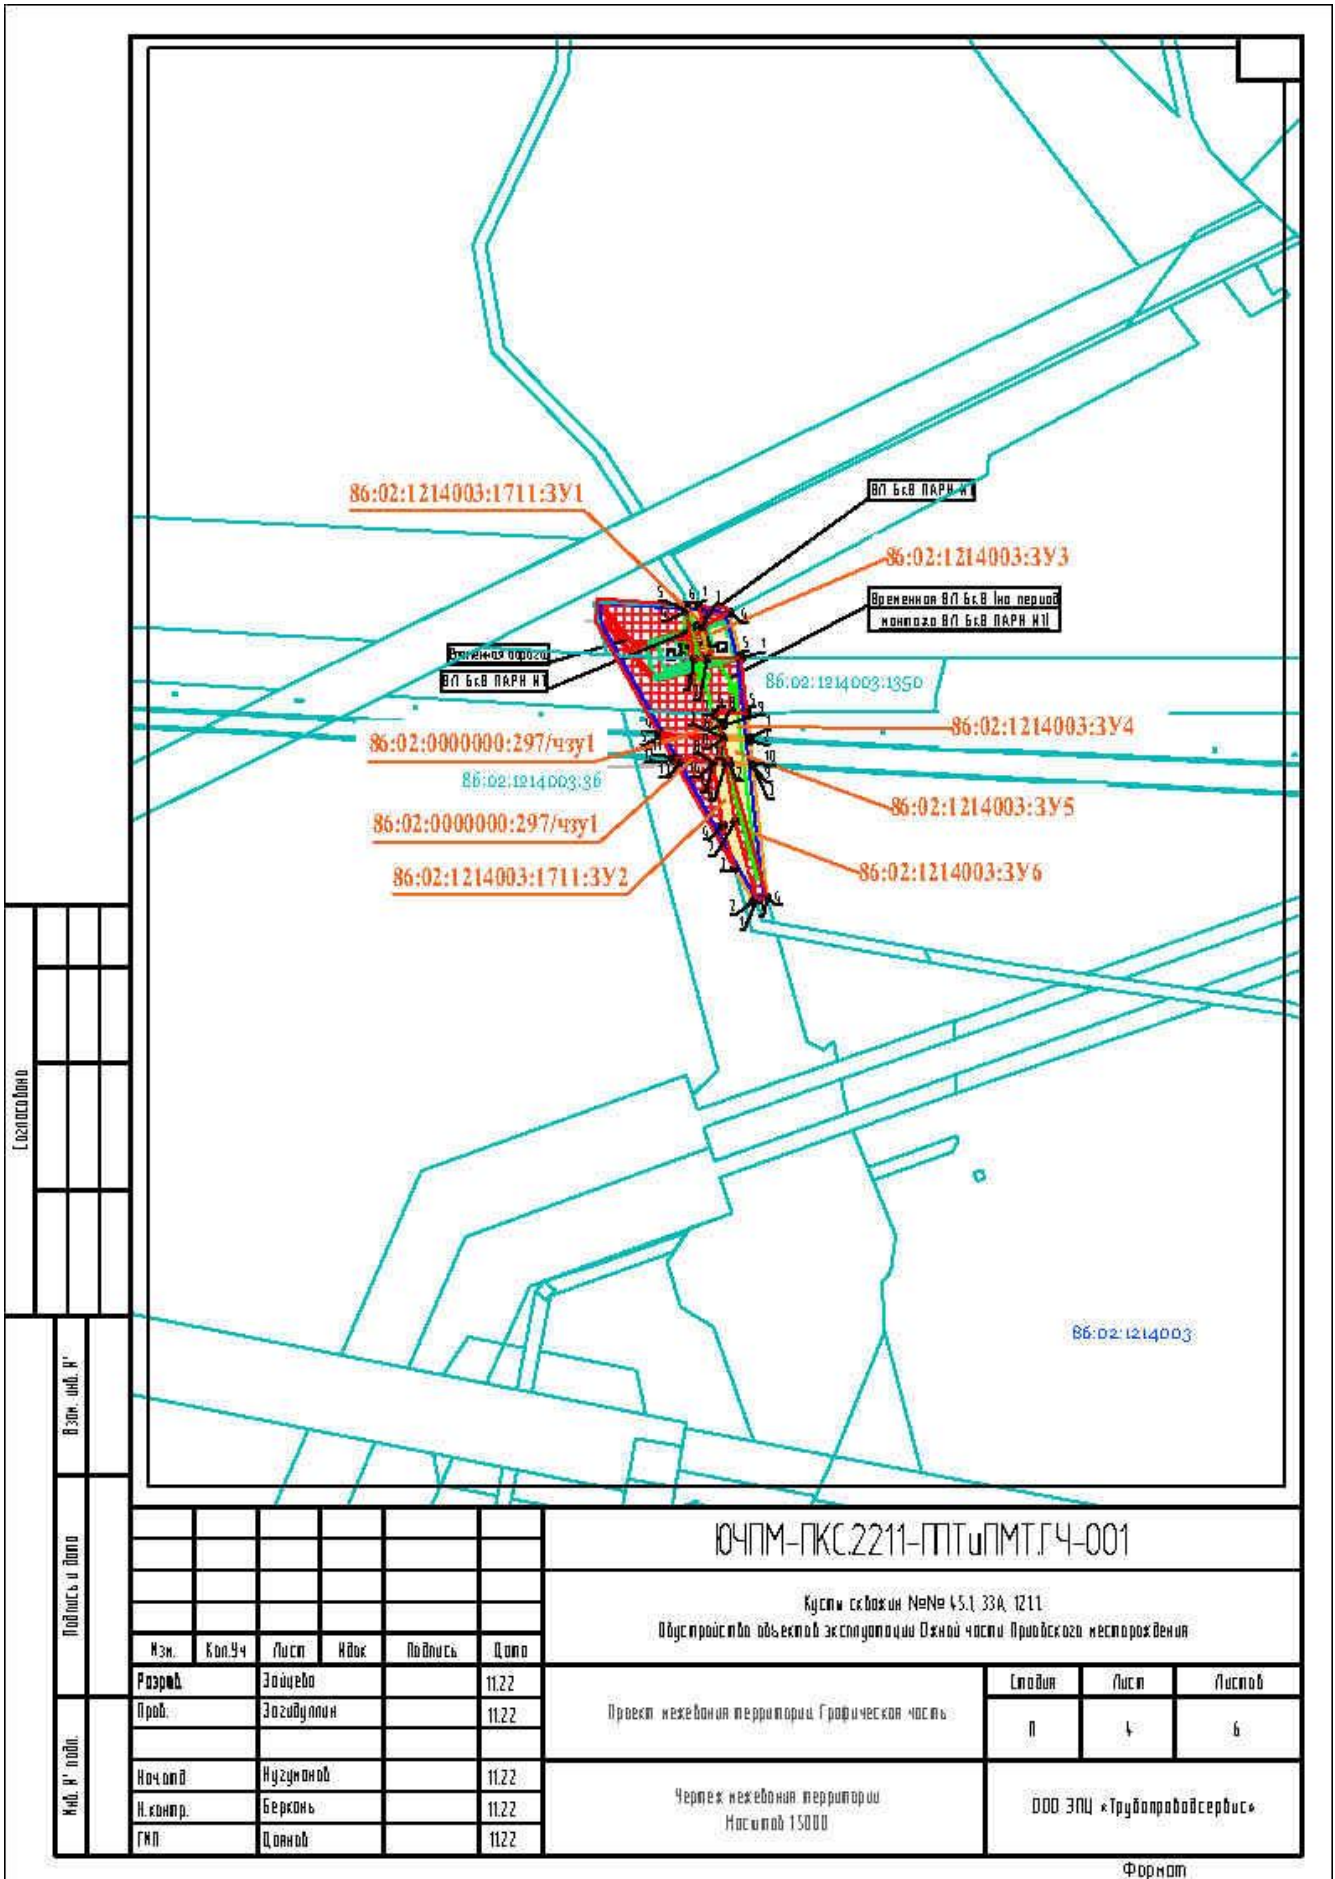 86:02:1214003:1711:ЗУ1
ВЛ 6кВ ПАРН №1
86:02:1214003:ЗУ3
Временная ВЛ 6кВ (на период
монтажа ВЛ 6кВ ПАРН №1)
Временная дорога
ВЛ 6кВ ПАРН №1
86:02:1214003:1350
86:02:1214003:ЗУ4
86:02:0000000:297/чзу1
86:02:1214003:36
86:02:1214003:ЗУ5
86:02:0000000:297/чзу1
86:02:1214003:ЗУ6
86:02:1214003:1711:ЗУ2
86:02:1214003
Согласовано
Взам. инв. №
Подпись и дата
Инв. № подл.
ЮЧПМ-ПКС.2211-ППТиПМТ.ГЧ-001
Кусты скважин №№ 45.1, 33А, 121.1.
Обустройство объектов эксплуатации Южной части Приобского месторождения
Изм. Кол.Уч Лист Nдок Подпись Дата
Разраб. Зайцева 11.22
Пров. Загидуллин 11.22
Нач.отд Нугуманов 11.22
Н.контр. Беркань 11.22
ГИП 11.22
Проект межевания территории. Графическая часть
Стадия Лист Листов
П 4 6
Чертеж межевания территории
Масштаб 1:5000
ООО ЭПЦ «Трубопроводсервис»
Формат